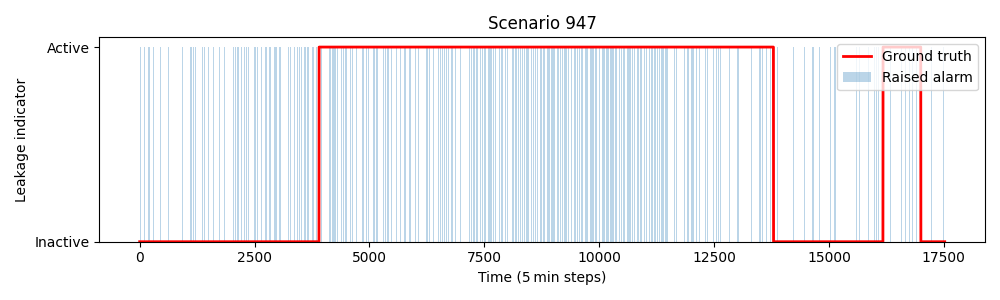 Scenario 947
Active
Inactive
Leakage indicator
Ground truth
Raised alarm
0 2500 5000 7500 10000 12500 15000 17500
Time (5 min steps)